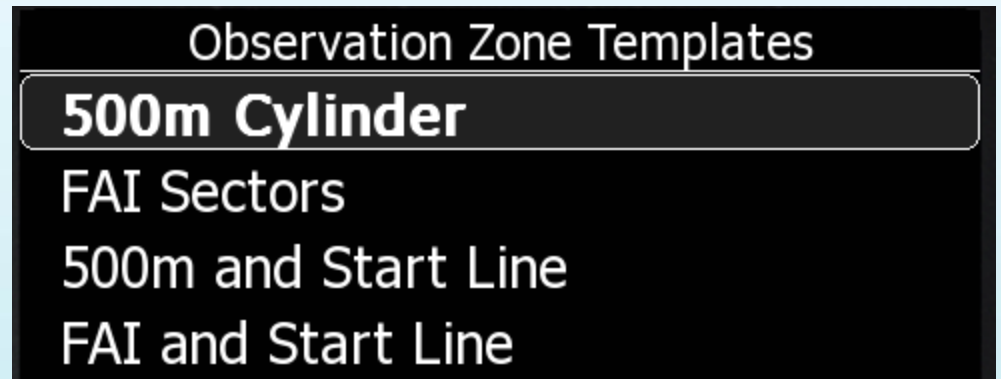 Observation Zone Templates
500m Cylinder
FAI Sectors
500m and Start Line
FAI and Start Line